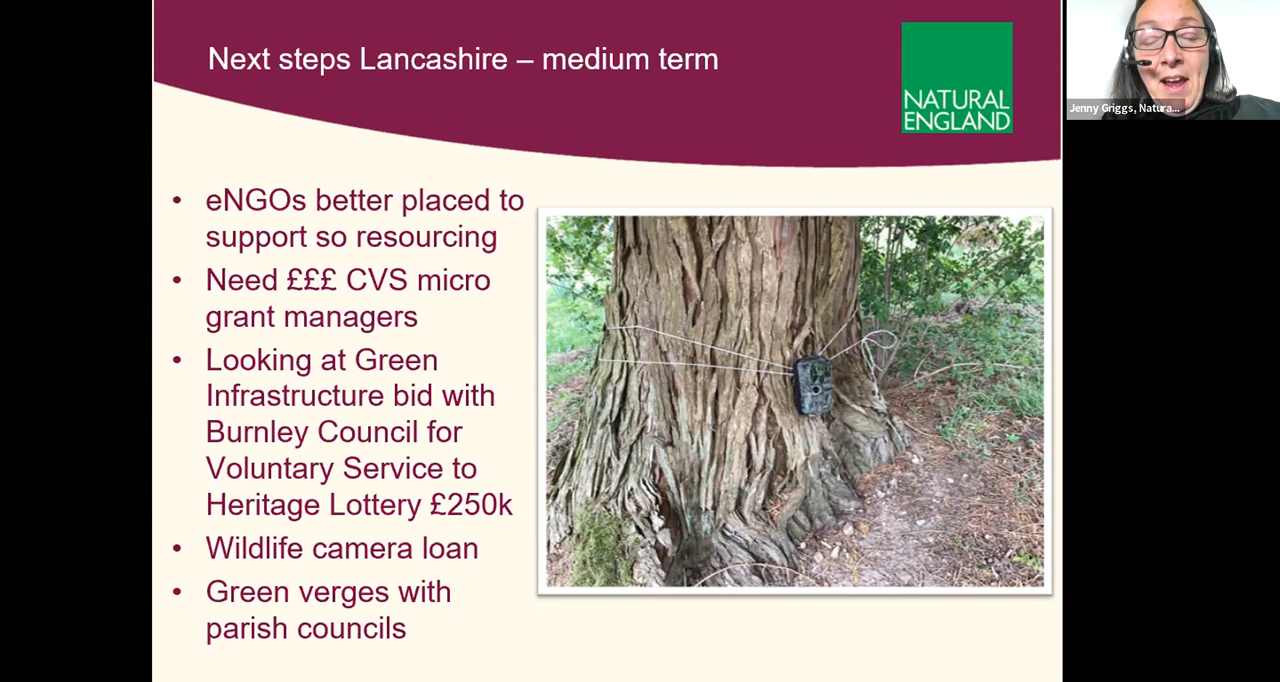 Next steps Lancashire – medium term
NATURAL
ENGLAND
Jenny Griggs, Natura...
• eNGOs better placed to
support so resourcing
• Need £££ CVS micro
grant managers
• Looking at Green
Infrastructure bid with
Burnley Council for
Voluntary Service to
Heritage Lottery £250k
• Wildlife camera loan
• Green verges with
parish councils